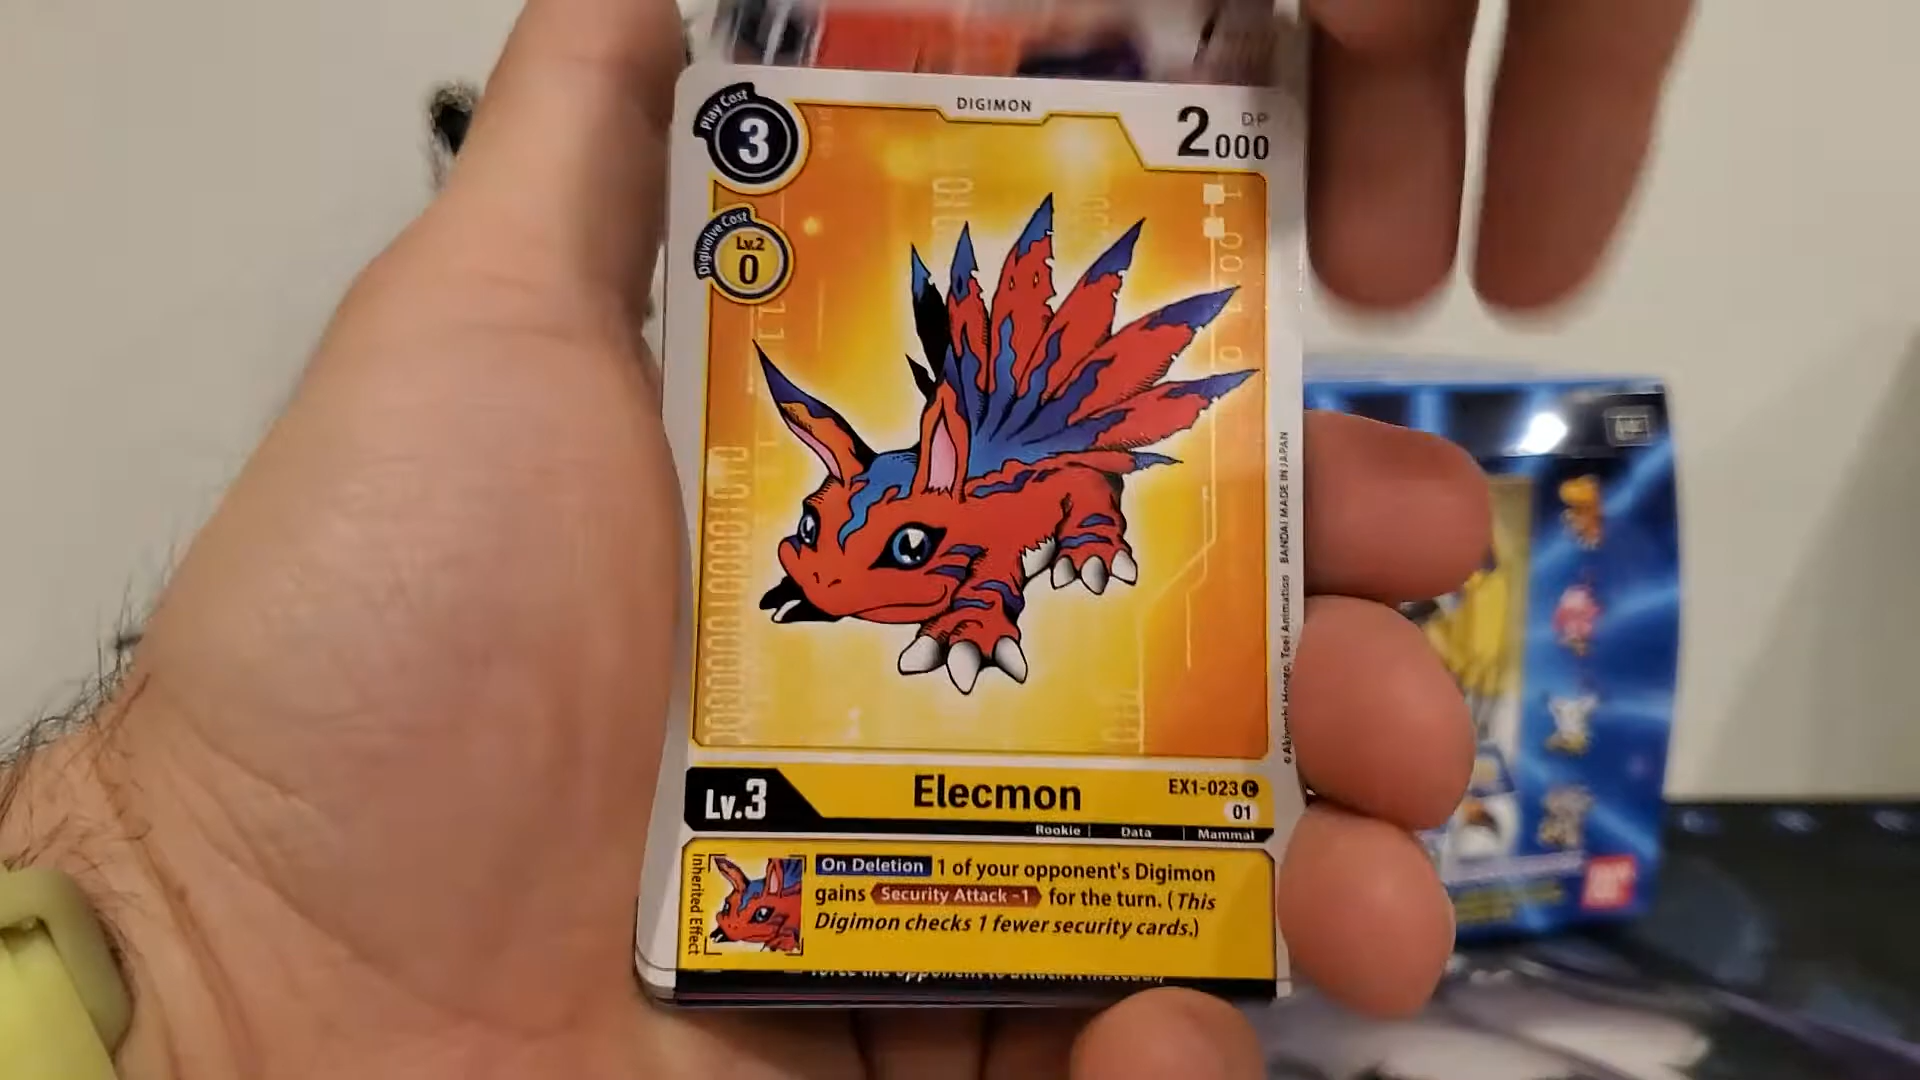 Play Cost
3
DIGIMON
DP
2000
Digivolve Cost
Lv.2
0
© Akiyoshi Hongo, Toei Animation BANDAI MADE IN JAPAN
Lv.3
Elecmon
EX1-023 C
01
Rookie | Data | Mammal
Inherited Effect
On Deletion 1 of your opponent's Digimon
gains Security Attack -1 for the turn. (This
Digimon checks 1 fewer security cards.)